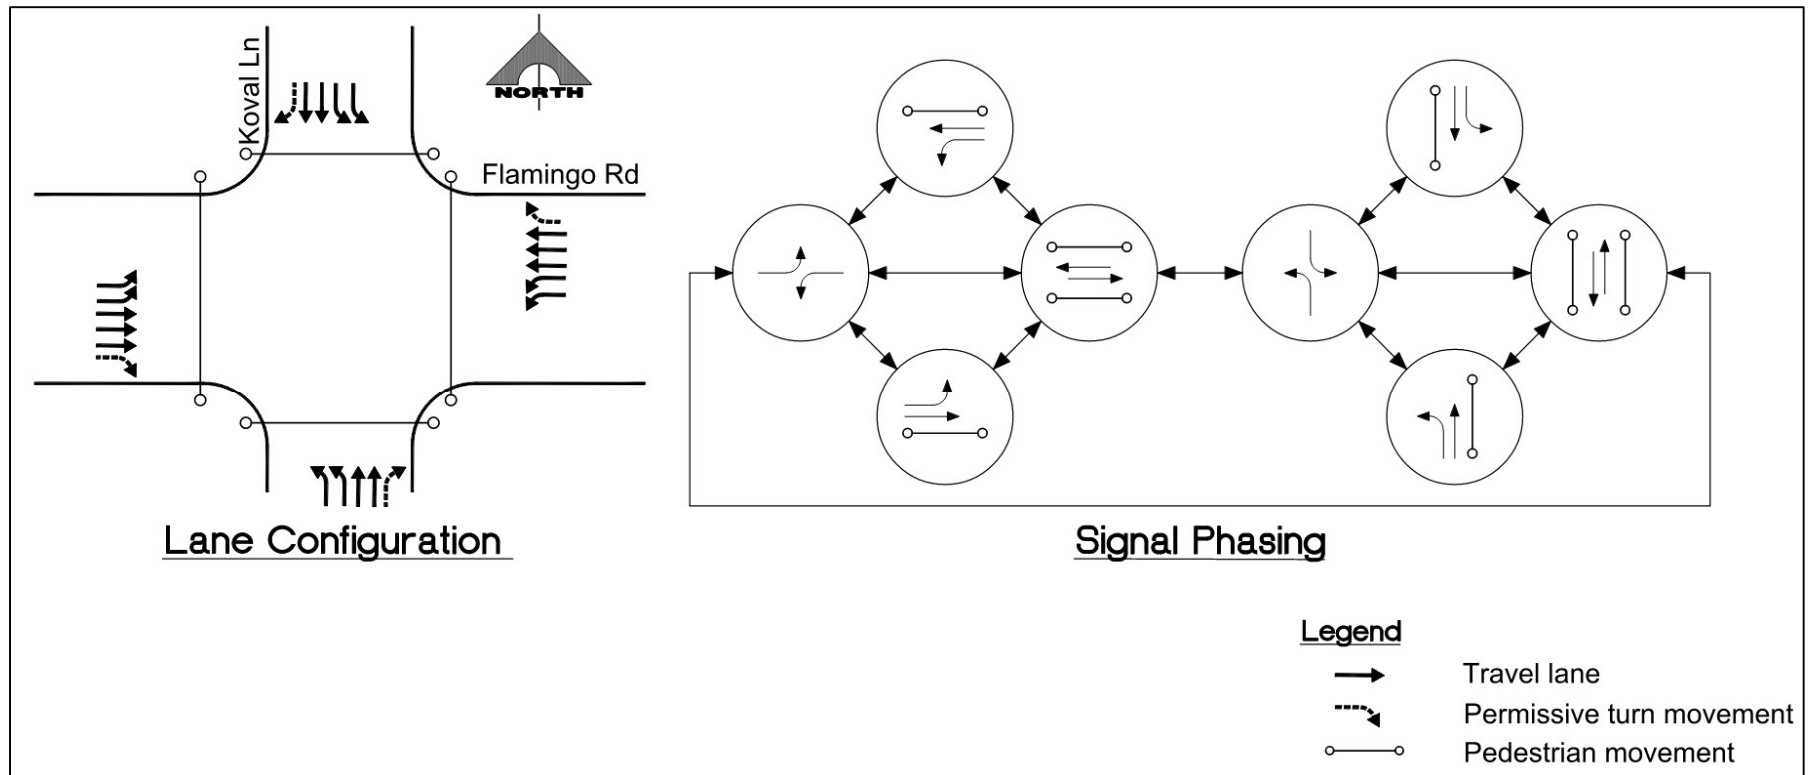 Koval Ln
NORTH
Flamingo Rd
Lane Configuration
Signal Phasing
Legend
Travel lane
Permissive turn movement
Pedestrian movement